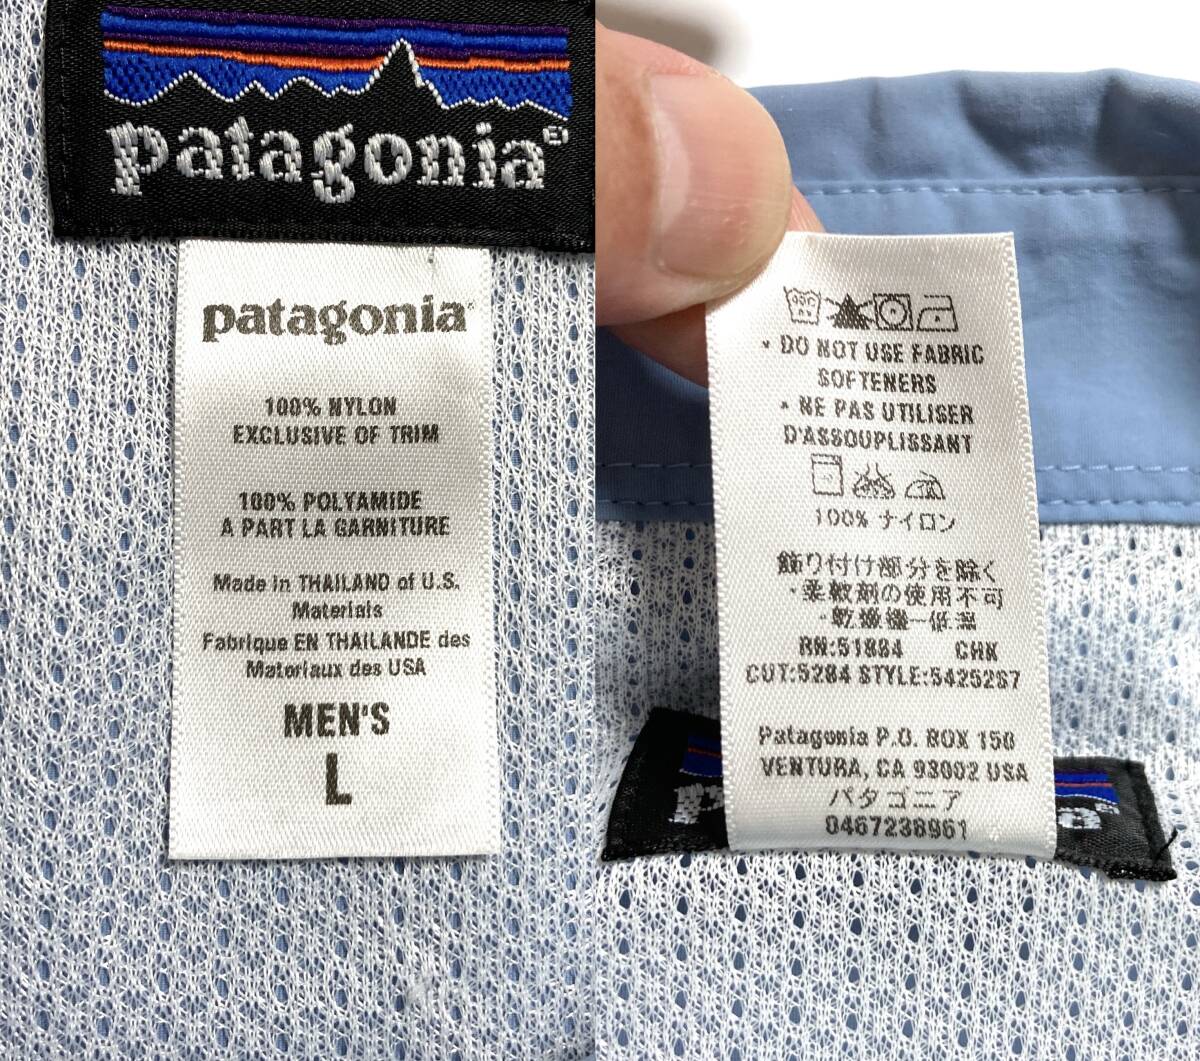 patagonia
patagonia
100% NYLON
EXCLUSIVE OF TRIM
100% POLYAMIDE
A PART LA GARNITURE
Made in THAILAND of U.S.
Materials
Fabrique EN THAILANDE des
Materiaux des USA
MEN'S
L
• DO NOT USE FABRIC
SOFTENERS
• NE PAS UTILISER
D'ASSOUPLISSANT
100% ナイロン
飾り付け部分を除く
・柔軟剤の使用不可
・乾燥機ー低温
RN:51884 CHK
CUT:5284 STYLE:54252S7
Patagonia P.O. BOX 150
VENTURA, CA 93002 USA
パタゴニア
0467238961